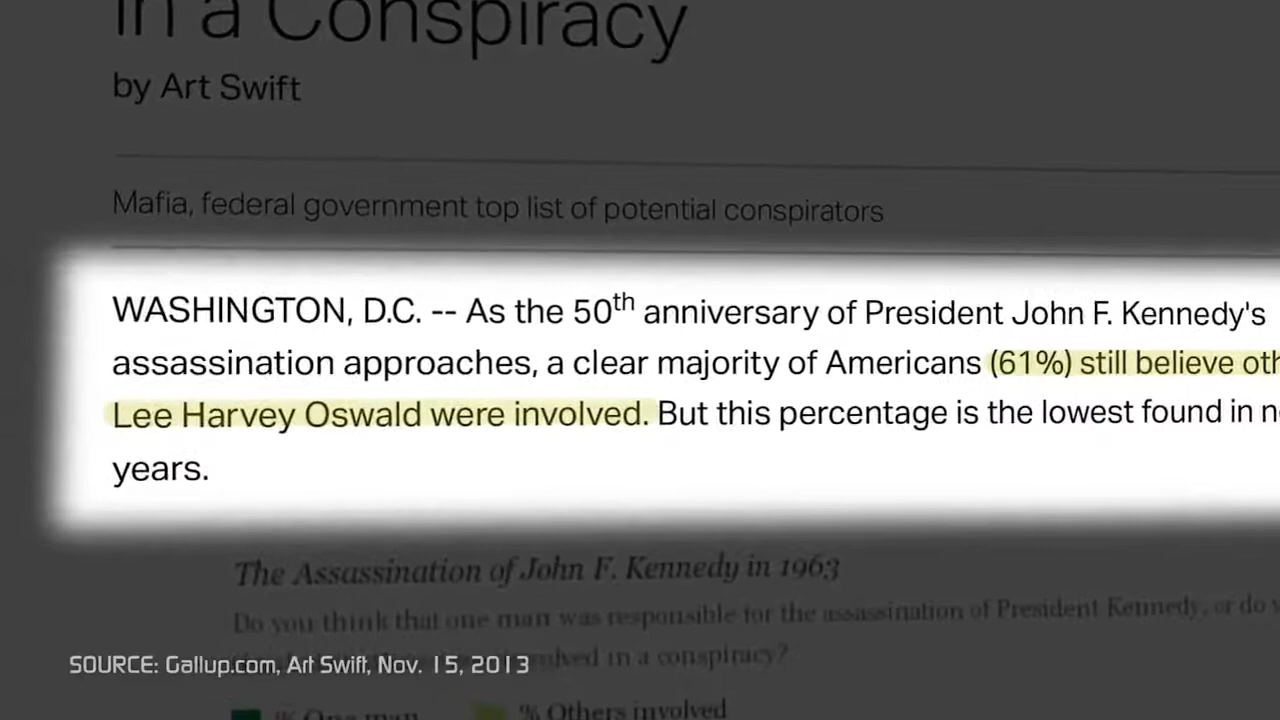 in a Conspiracy
by Art Swift
Mafia, federal government top list of potential conspirators
WASHINGTON, D.C. -- As the 50th anniversary of President John F. Kennedy's
assassination approaches, a clear majority of Americans (61%) still believe
Lee Harvey Oswald were involved. But this percentage is the lowest found in
years.
The Assassination of John F. Kennedy in 1963
Do you think that one man was responsible for the assassination of President Kennedy, or do
in a conspiracy?
SOURCE: Gallup.com, Art Swift, Nov. 15, 2013
% One man % Others involved